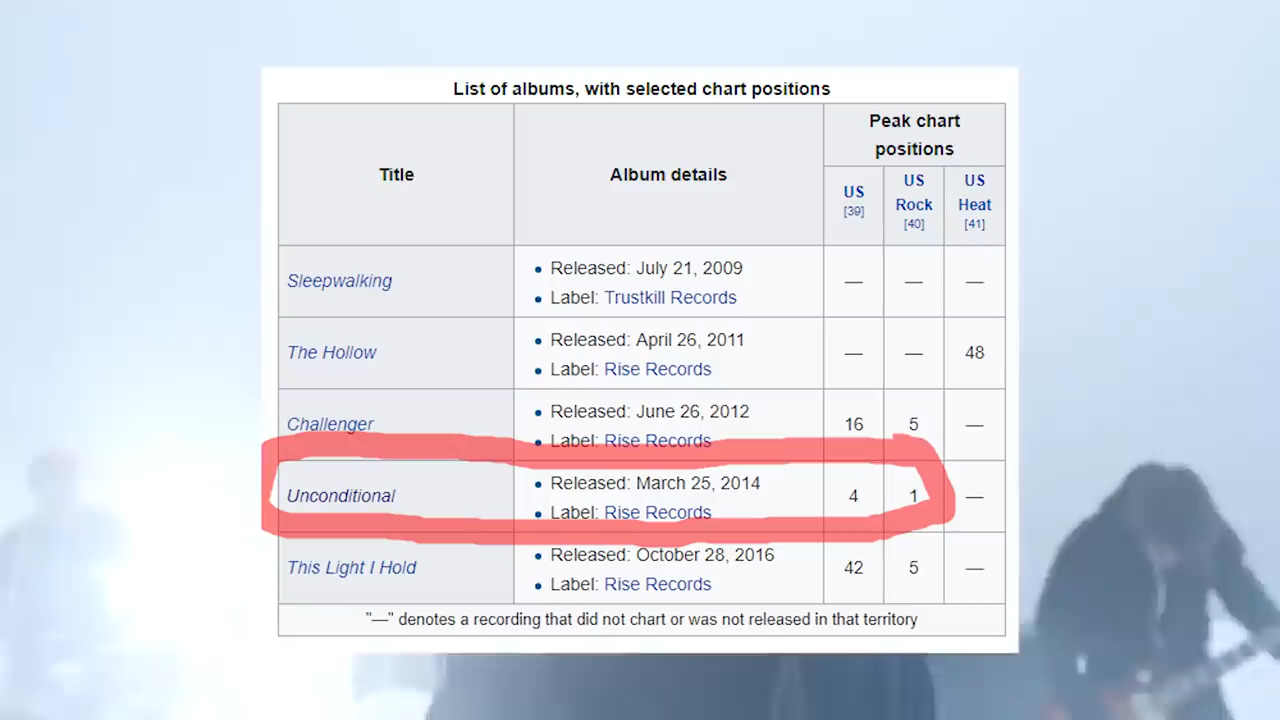 List of albums, with selected chart positions
Title
Album details
Peak chart
positions
US
[39]
US
Rock
[40]
US
Heat
[41]
Sleepwalking
• Released: July 21, 2009
• Label: Trustkill Records
— — —
The Hollow
• Released: April 26, 2011
• Label: Rise Records
— — 48
Challenger
• Released: June 26, 2012
• Label: Rise Records
16 5 —
Unconditional
• Released: March 25, 2014
• Label: Rise Records
4 1 —
This Light I Hold
• Released: October 28, 2016
• Label: Rise Records
42 5 —
"—" denotes a recording that did not chart or was not released in that territory